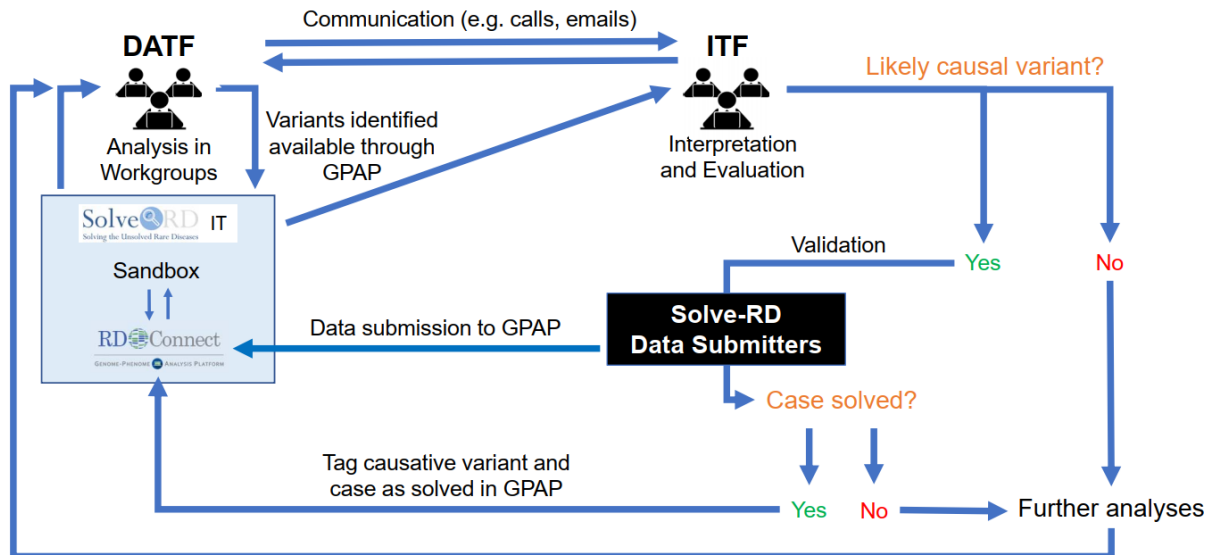 Communication (e.g. calls, emails)
DATF
ITF
Likely causal variant?
Analysis in
Workgroups
Variants identified
available through
GPAP
Interpretation
and Evaluation
SolveRD IT
Solving the Unsolved Rare Diseases
Sandbox
RD Connect
GENOME-PHENOME ANALYSIS PLATFORM
Validation
Yes
No
Solve-RD
Data Submitters
Data submission to GPAP
Case solved?
Tag causative variant and
case as solved in GPAP
Yes
No
Further analyses